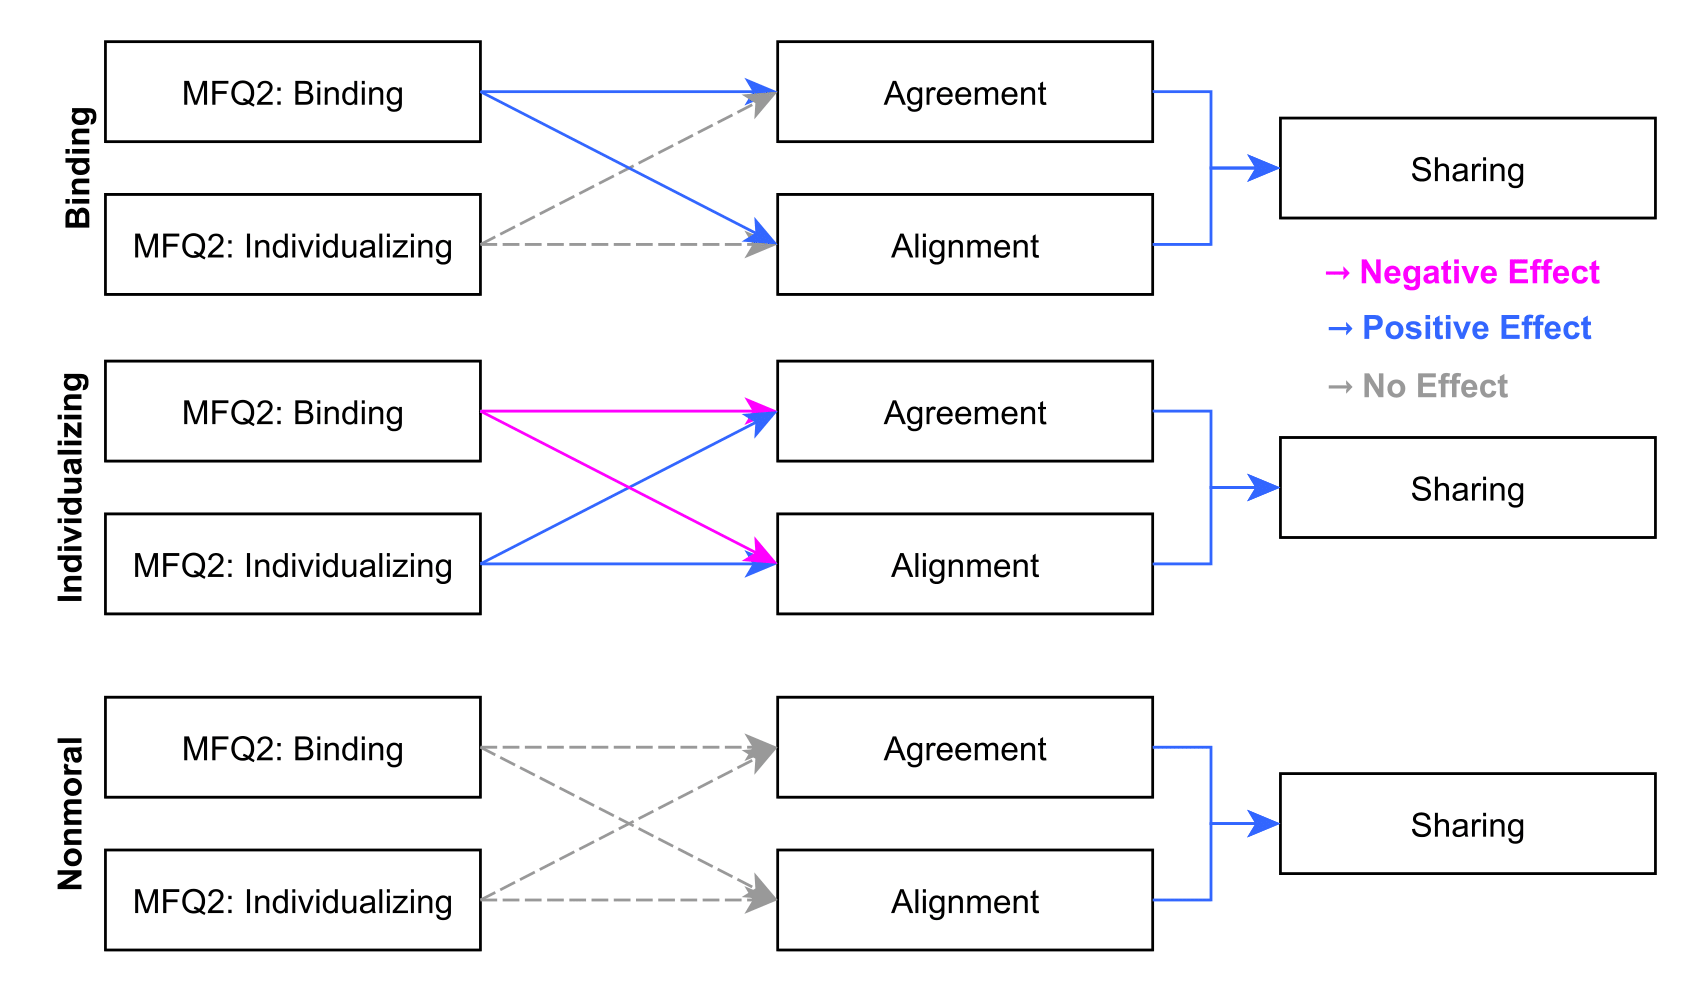 Binding
MFQ2: Binding
Agreement
MFQ2: Individualizing
Alignment
Sharing
→ Negative Effect
→ Positive Effect
→ No Effect
Individualizing
MFQ2: Binding
Agreement
MFQ2: Individualizing
Alignment
Sharing
Nonmoral
MFQ2: Binding
Agreement
MFQ2: Individualizing
Alignment
Sharing